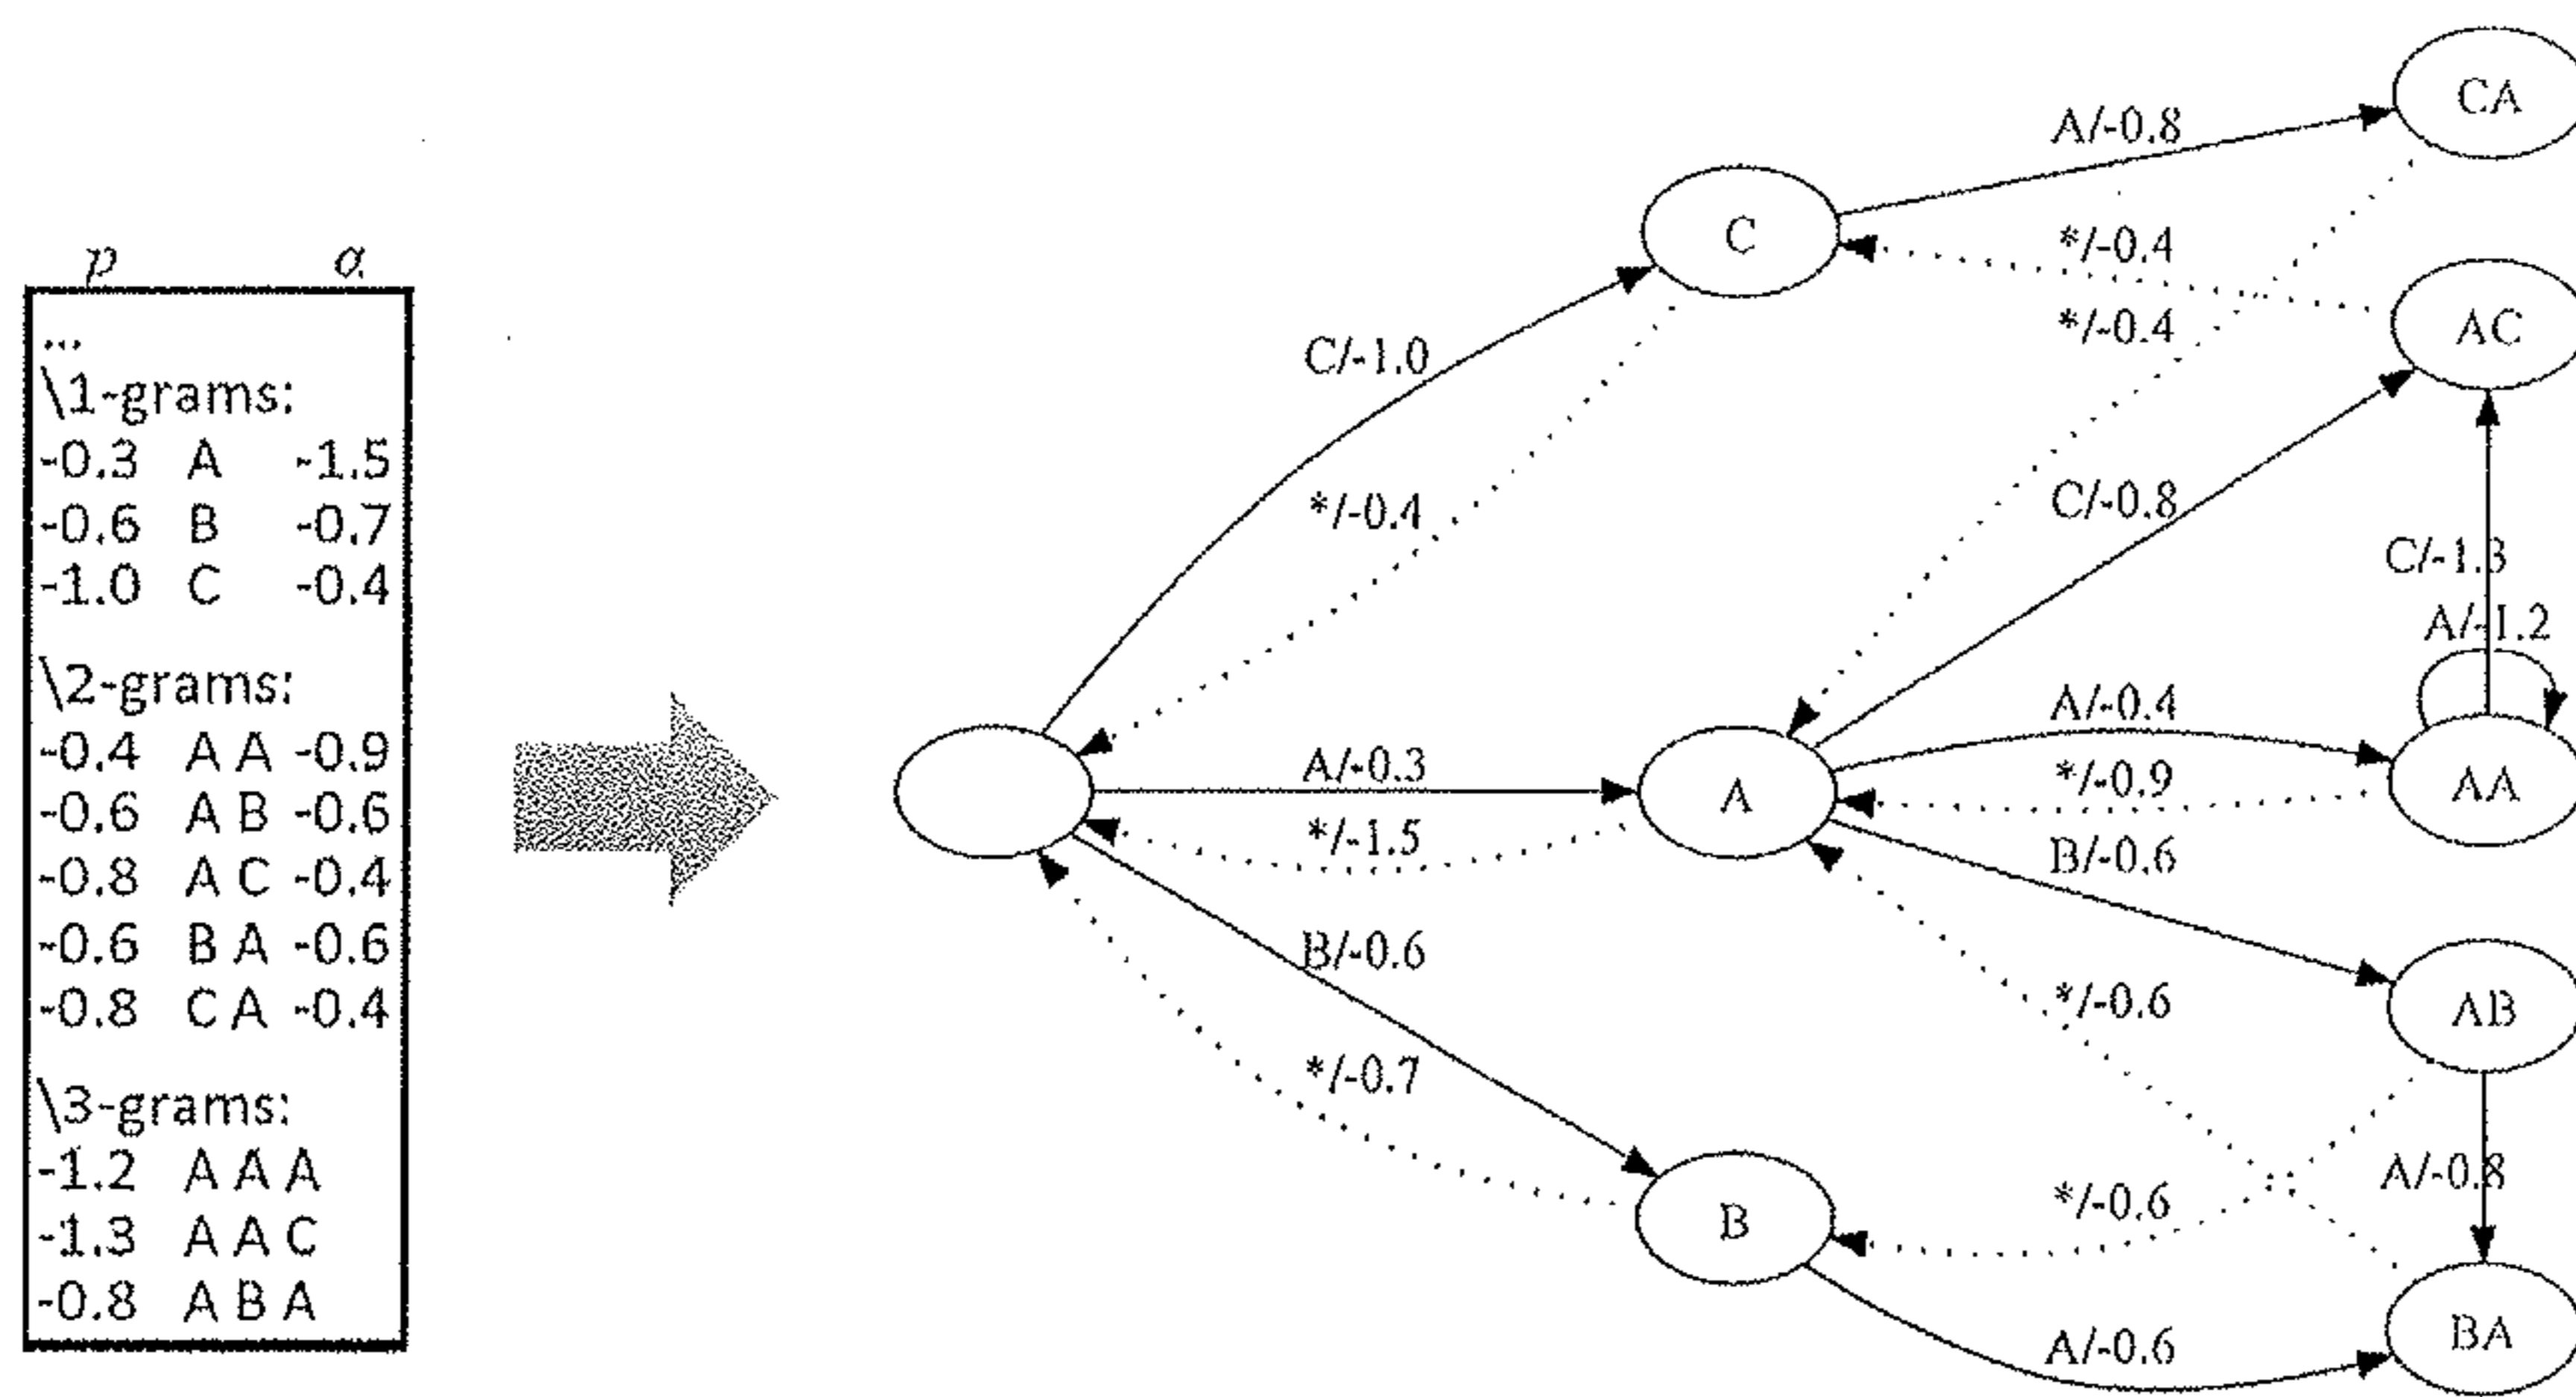 p α
...
\1-grams:
-0.3 A -1.5
-0.6 B -0.7
-1.0 C -0.4
\2-grams:
-0.4 A A -0.9
-0.6 A B -0.6
-0.8 A C -0.4
-0.6 B A -0.6
-0.8 C A -0.4
\3-grams:
-1.2 A A A
-1.3 A A C
-0.8 A B A
CA
A/-0.8
C
*/-0.4
AC
*/-0.4
C/-1.0
C/-0.8
*/-0.4
C/-1.3
A/-1.2
A/-0.4
A/-0.3
*/-0.9
A
AA
*/-1.5
B/-0.6
B/-0.6
*/-0.6
AB
*/-0.7
A/-0.8
*/-0.6
B
BA
A/-0.6